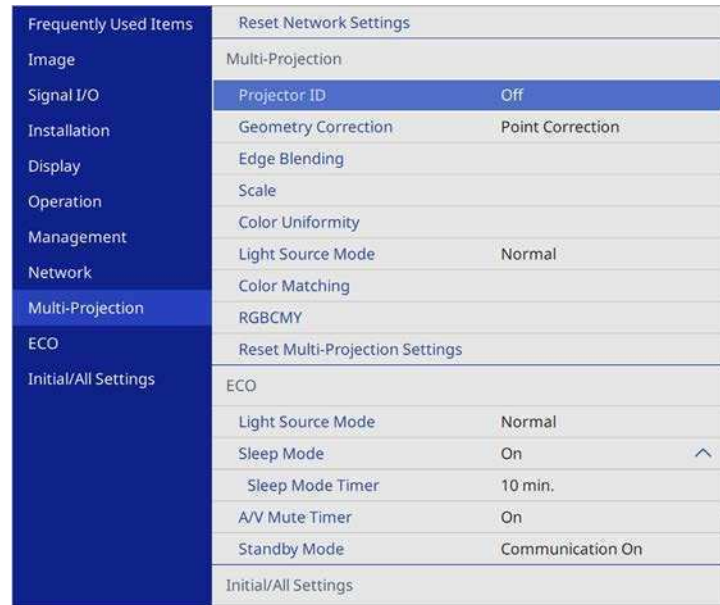 Frequently Used Items
Image
Signal I/O
Installation
Display
Operation
Management
Network
Multi-Projection
ECO
Initial/All Settings
Reset Network Settings
Multi-Projection
Projector ID Off
Geometry Correction Point Correction
Edge Blending
Scale
Color Uniformity
Light Source Mode Normal
Color Matching
RGBCMY
Reset Multi-Projection Settings
ECO
Light Source Mode Normal
Sleep Mode On
Sleep Mode Timer 10 min.
A/V Mute Timer On
Standby Mode Communication On
Initial/All Settings